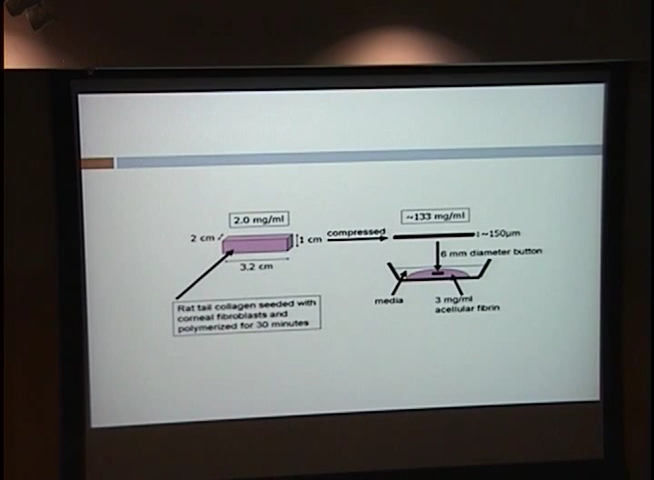 2.0 mg/ml
~133 mg/ml
2 cm
1 cm
compressed
~150µm
3.2 cm
6 mm diameter button
media
3 mg/ml
acellular fibrin
Rat tail collagen seeded with
corneal fibroblasts and
polymerized for 30 minutes